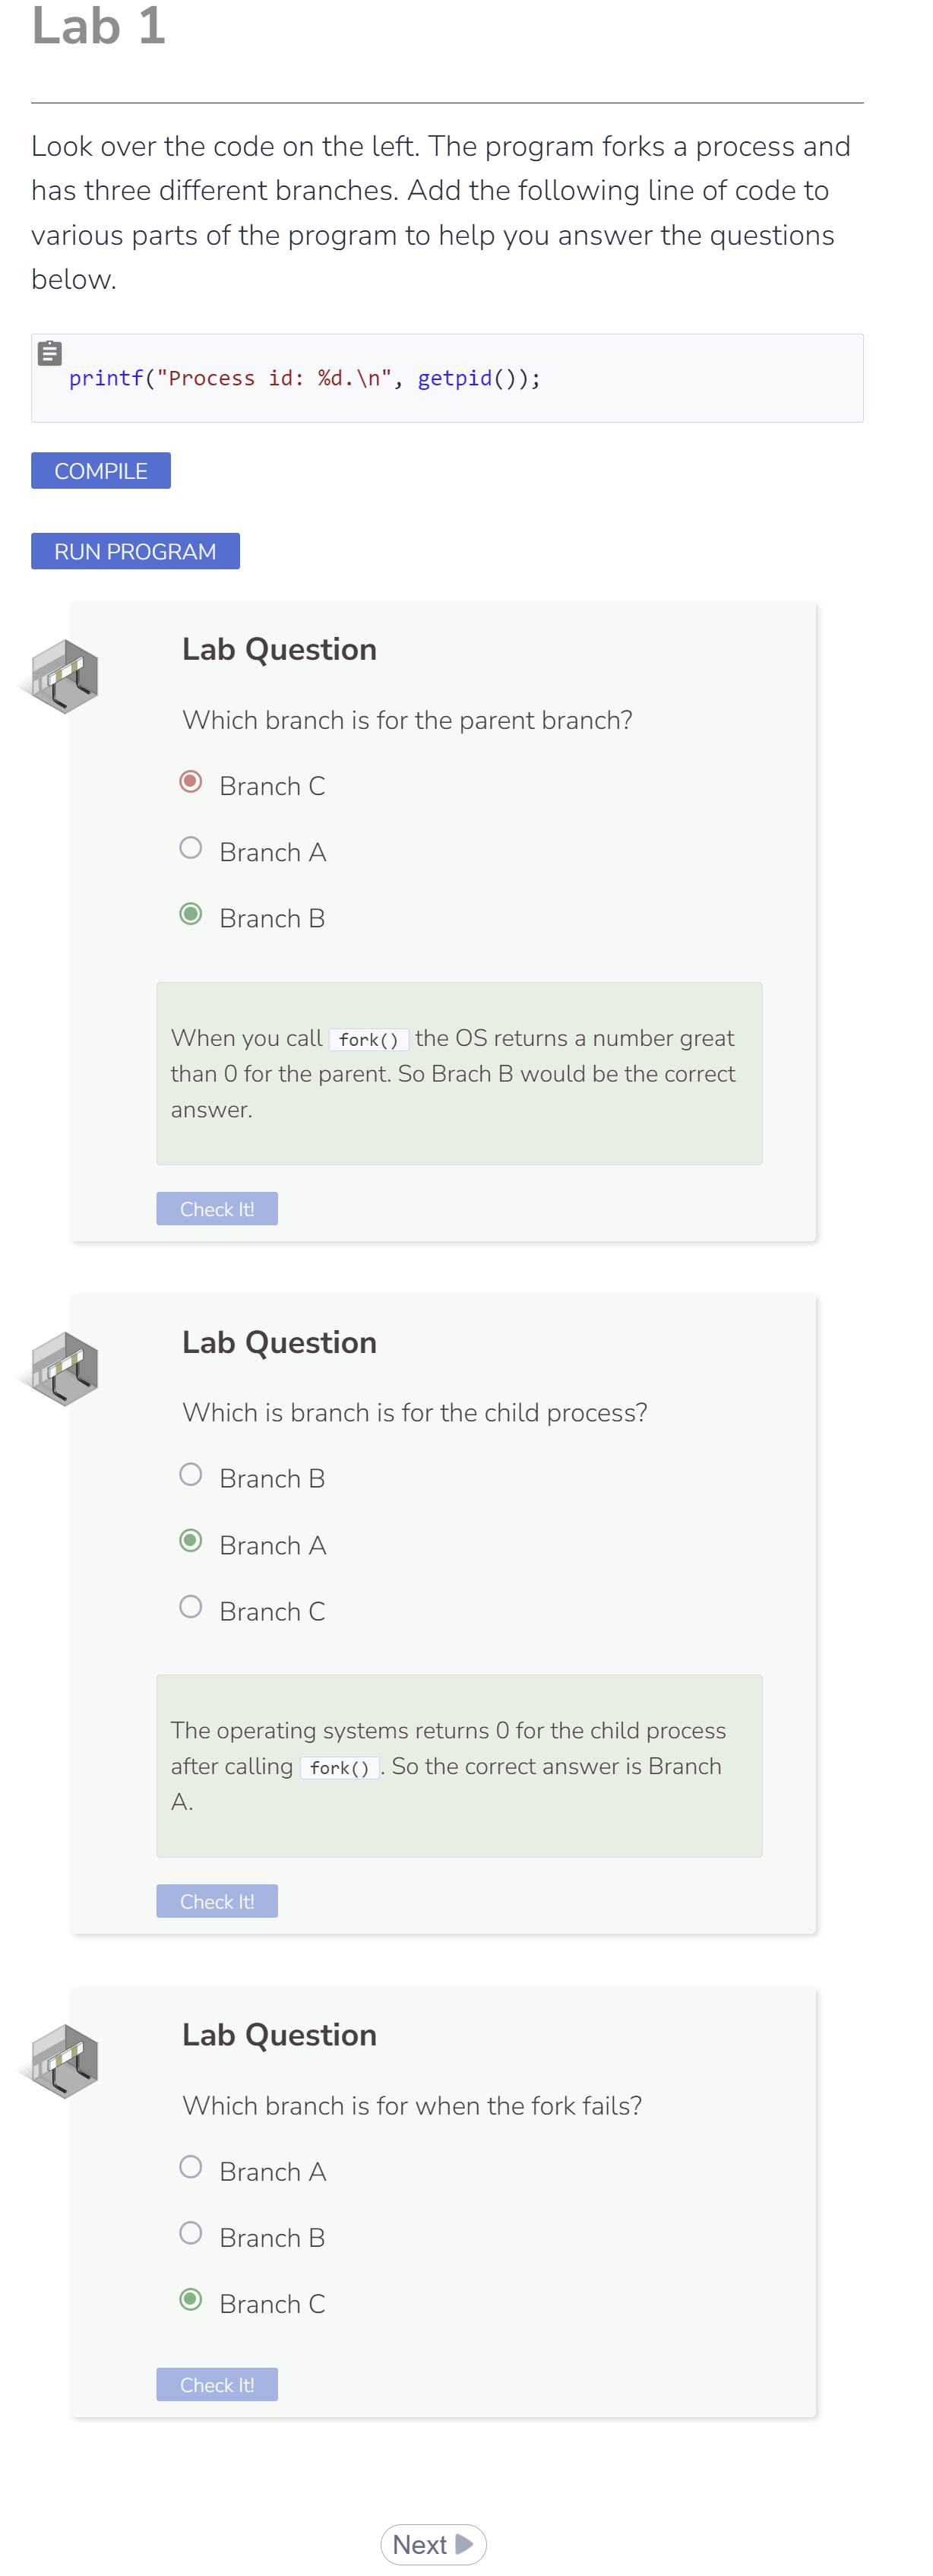 Lab 1
Look over the code on the left. The program forks a process and
has three different branches. Add the following line of code to
various parts of the program to help you answer the questions
below.
printf("Process id: %d.\n", getpid());
COMPILE
RUN PROGRAM
Lab Question
Which branch is for the parent branch?
Branch C
Branch A
Branch B
When you call fork() the OS returns a number great
than 0 for the parent. So Brach B would be the correct
answer.
Check It!
Lab Question
Which is branch is for the child process?
Branch B
Branch A
Branch C
The operating systems returns 0 for the child process
after calling fork(). So the correct answer is Branch
A.
Check It!
Lab Question
Which branch is for when the fork fails?
Branch A
Branch B
Branch C
Check It!
Next